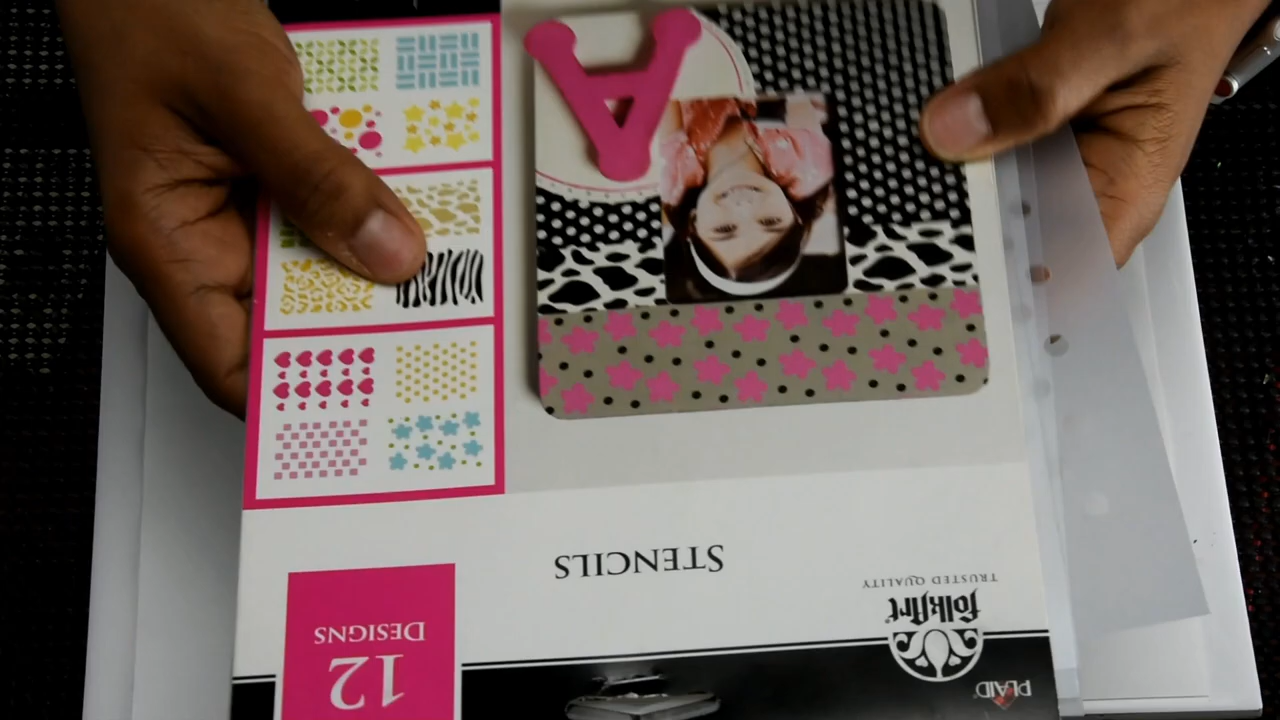 PLAID
folkArt
TRUSTED QUALITY
12
DESIGNS
STENCILS
A